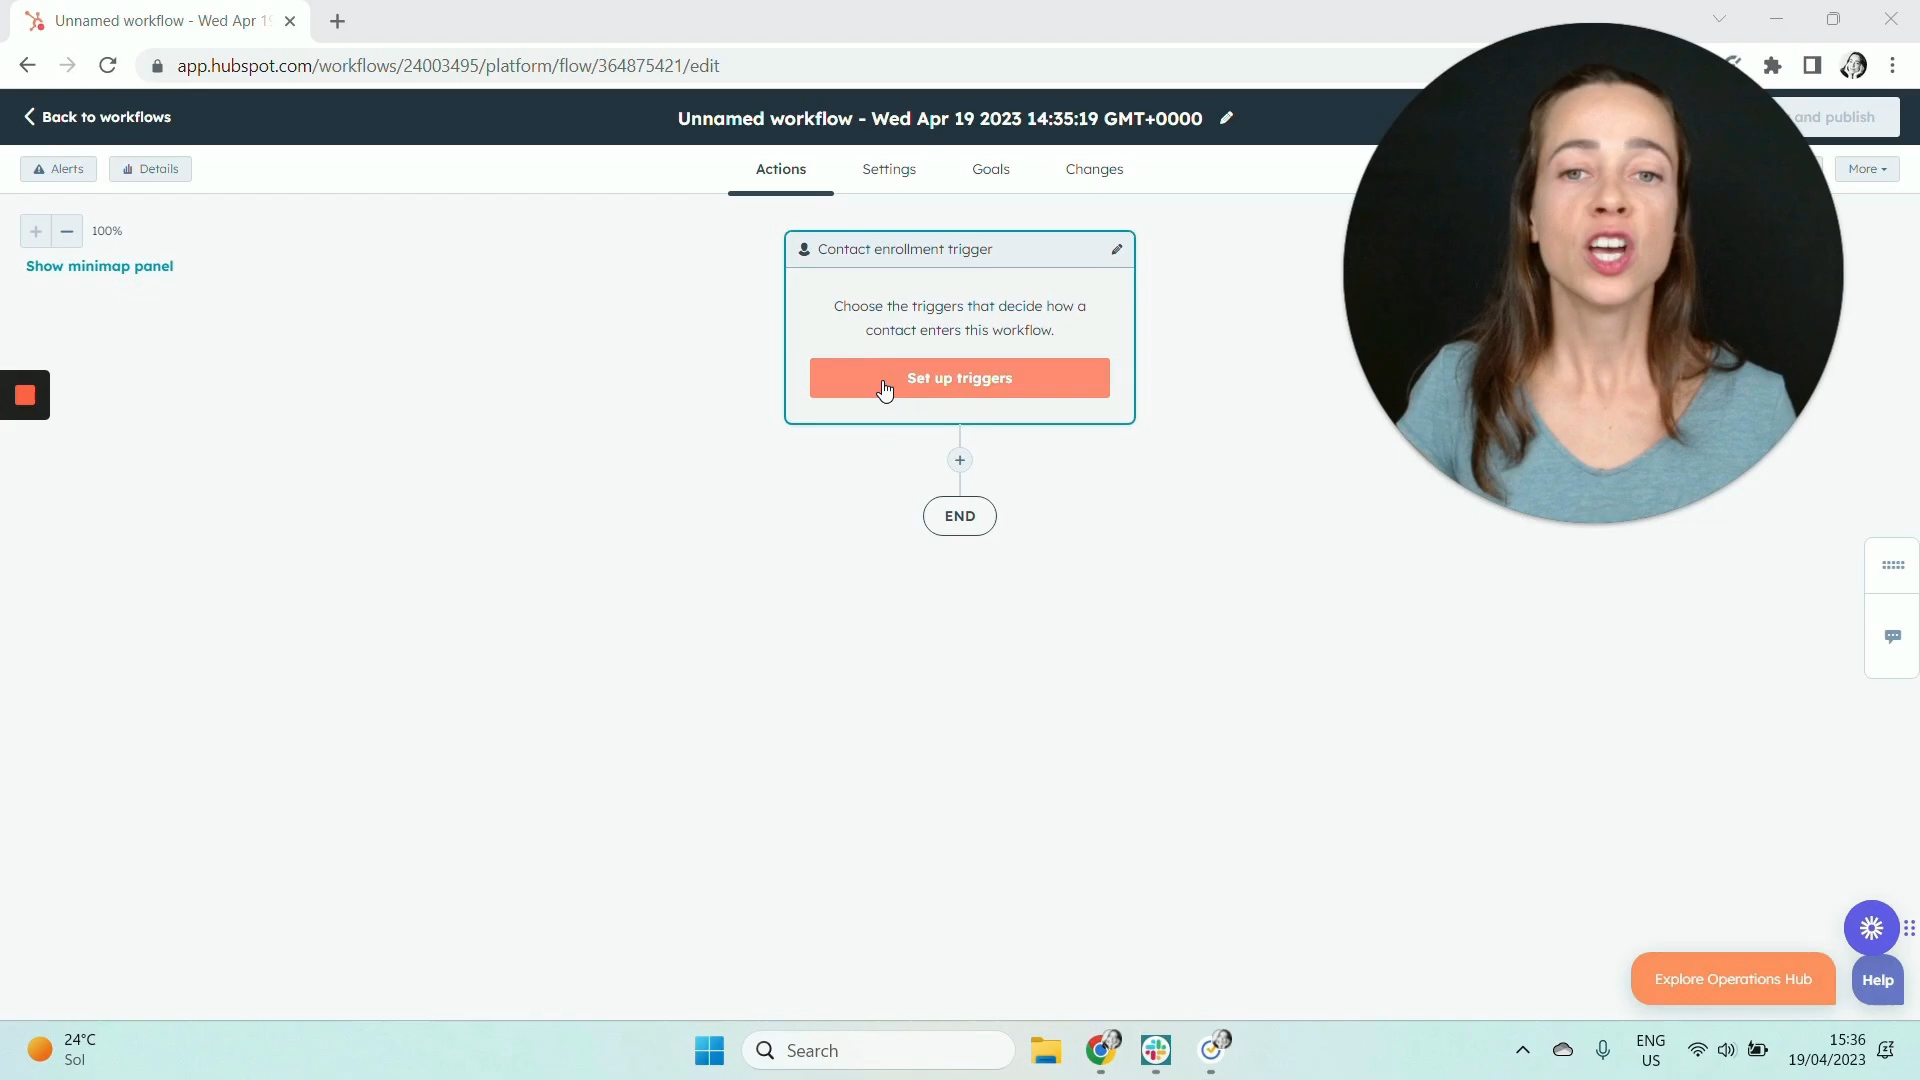 Unnamed workflow - Wed Apr 19
app.hubspot.com/workflows/24003495/platform/flow/364875421/edit
Back to workflows
Unnamed workflow - Wed Apr 19 2023 14:35:19 GMT+0000
and publish
Alerts
Details
Actions
Settings
Goals
Changes
More
100%
Show minimap panel
Contact enrollment trigger
Choose the triggers that decide how a
contact enters this workflow.
Set up triggers
END
Explore Operations Hub
Help
24°C
Sol
Search
ENG
US
15:36
19/04/2023